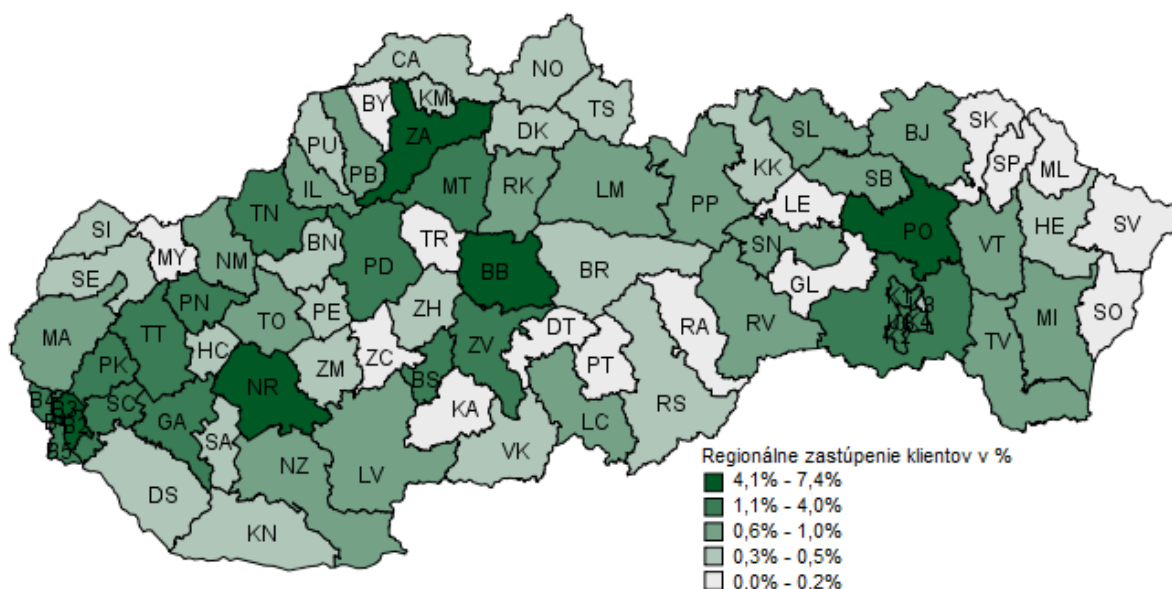 CA
NO
BY
KM
TS
ZA
DK
PU
SL
BJ
SK
SP
ML
PB
IL
MT
RK
LM
KK
SB
PP
LE
TN
HE
SV
SI
BN
TR
PO
VT
MY
NM
PD
BB
BR
SN
SE
GL
PN
PE
ZH
MA
TT
TO
DT
RA
RV
MI
SO
HC
ZM
ZC
ZV
PT
TV
PK
NR
BS
B4
SC
GA
KA
RS
LC
SA
VK
NZ
LV
DS
KN
Regionálne zastúpenie klientov v %
4,1% - 7,4%
1,1% - 4,0%
0,6% - 1,0%
0,3% - 0,5%
0,0% - 0,2%